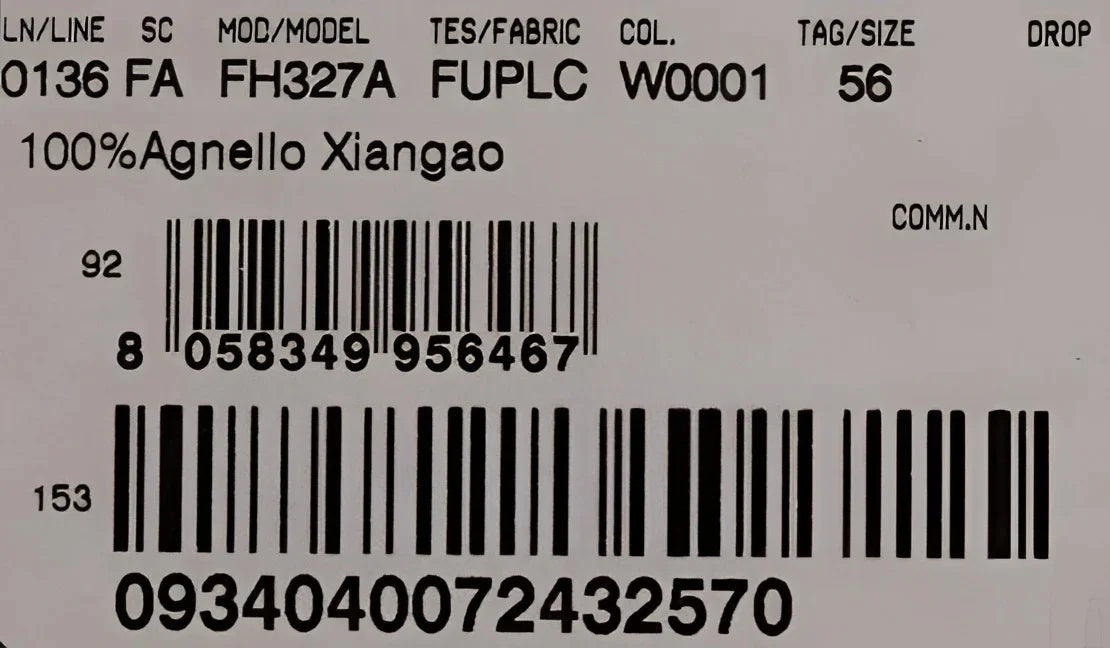 LN/LINE SC MOD/MODEL TES/FABRIC COL. TAG/SIZE DROP
0136 FA FH327A FUPLC W0001 56
100%Agnello Xiangao
COMM.N
92
8 058349 956467
153
0934040072432570